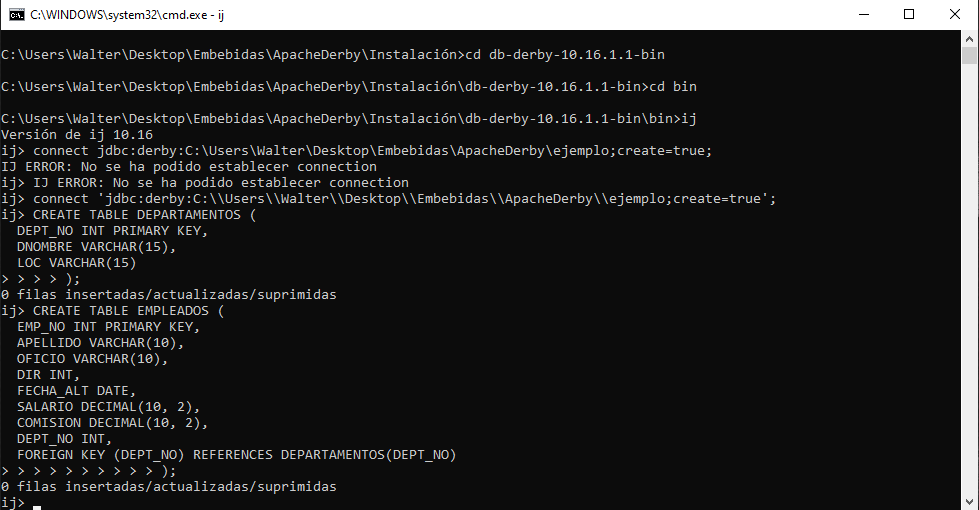 C:\WINDOWS\system32\cmd.exe - ij
C:\Users\Walter\Desktop\Embebidas\ApacheDerby\Instalación>cd db-derby-10.16.1.1-bin
C:\Users\Walter\Desktop\Embebidas\ApacheDerby\Instalación\db-derby-10.16.1.1-bin>cd bin
C:\Users\Walter\Desktop\Embebidas\ApacheDerby\Instalación\db-derby-10.16.1.1-bin\bin>ij
Versión de ij 10.16
ij> connect jdbc:derby:C:\Users\Walter\Desktop\Embebidas\ApacheDerby\ejemplo;create=true;
IJ ERROR: No se ha podido establecer connection
ij> IJ ERROR: No se ha podido establecer connection
ij> connect 'jdbc:derby:C:\\Users\\Walter\\Desktop\\Embebidas\\ApacheDerby\\ejemplo;create=true';
ij> CREATE TABLE DEPARTAMENTOS (
  DEPT_NO INT PRIMARY KEY,
  DNOMBRE VARCHAR(15),
  LOC VARCHAR(15)
> > > > );
0 filas insertadas/actualizadas/suprimidas
ij> CREATE TABLE EMPLEADOS (
  EMP_NO INT PRIMARY KEY,
  APELLIDO VARCHAR(10),
  OFICIO VARCHAR(10),
  DIR INT,
  FECHA_ALT DATE,
  SALARIO DECIMAL(10, 2),
  COMISION DECIMAL(10, 2),
  DEPT_NO INT,
  FOREIGN KEY (DEPT_NO) REFERENCES DEPARTAMENTOS(DEPT_NO)
> > > > > > > > > > );
0 filas insertadas/actualizadas/suprimidas
ij>